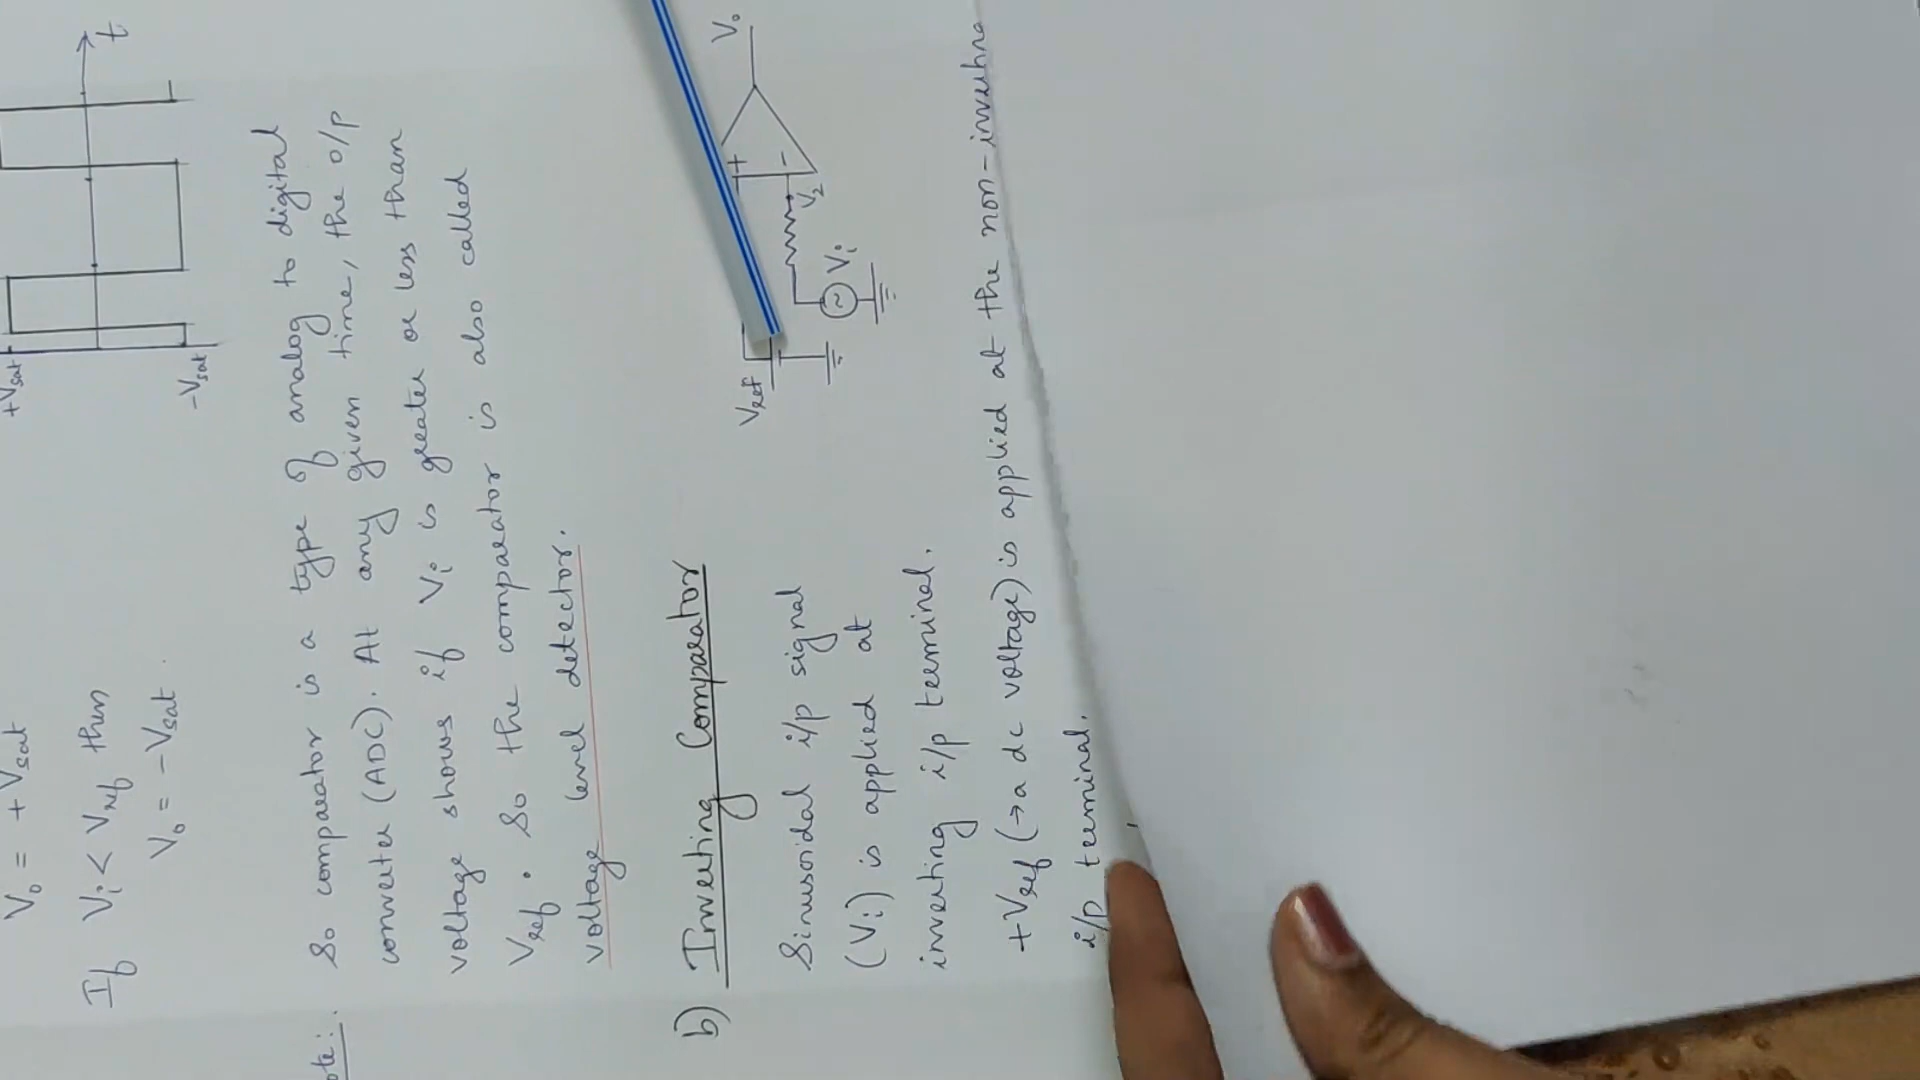 +Vsat
t
-Vsat
V₀ = + Vsat
If Vi < Vref then
V₀ = -Vsat.
So comparator is a type of analog to digital
converter (ADC). At any given time, the o/p
voltage shows if Vi is greater or less than
Vref. So the comparator is also called
voltage level detector.
b) Inverting Comparator
Sinusoidal i/p signal
(Vi) is applied at
inverting i/p terminal.
Vref
+
-
V₂
Vi
V₀
+Vref (→a dc voltage) is applied at the non-
i/p terminal.